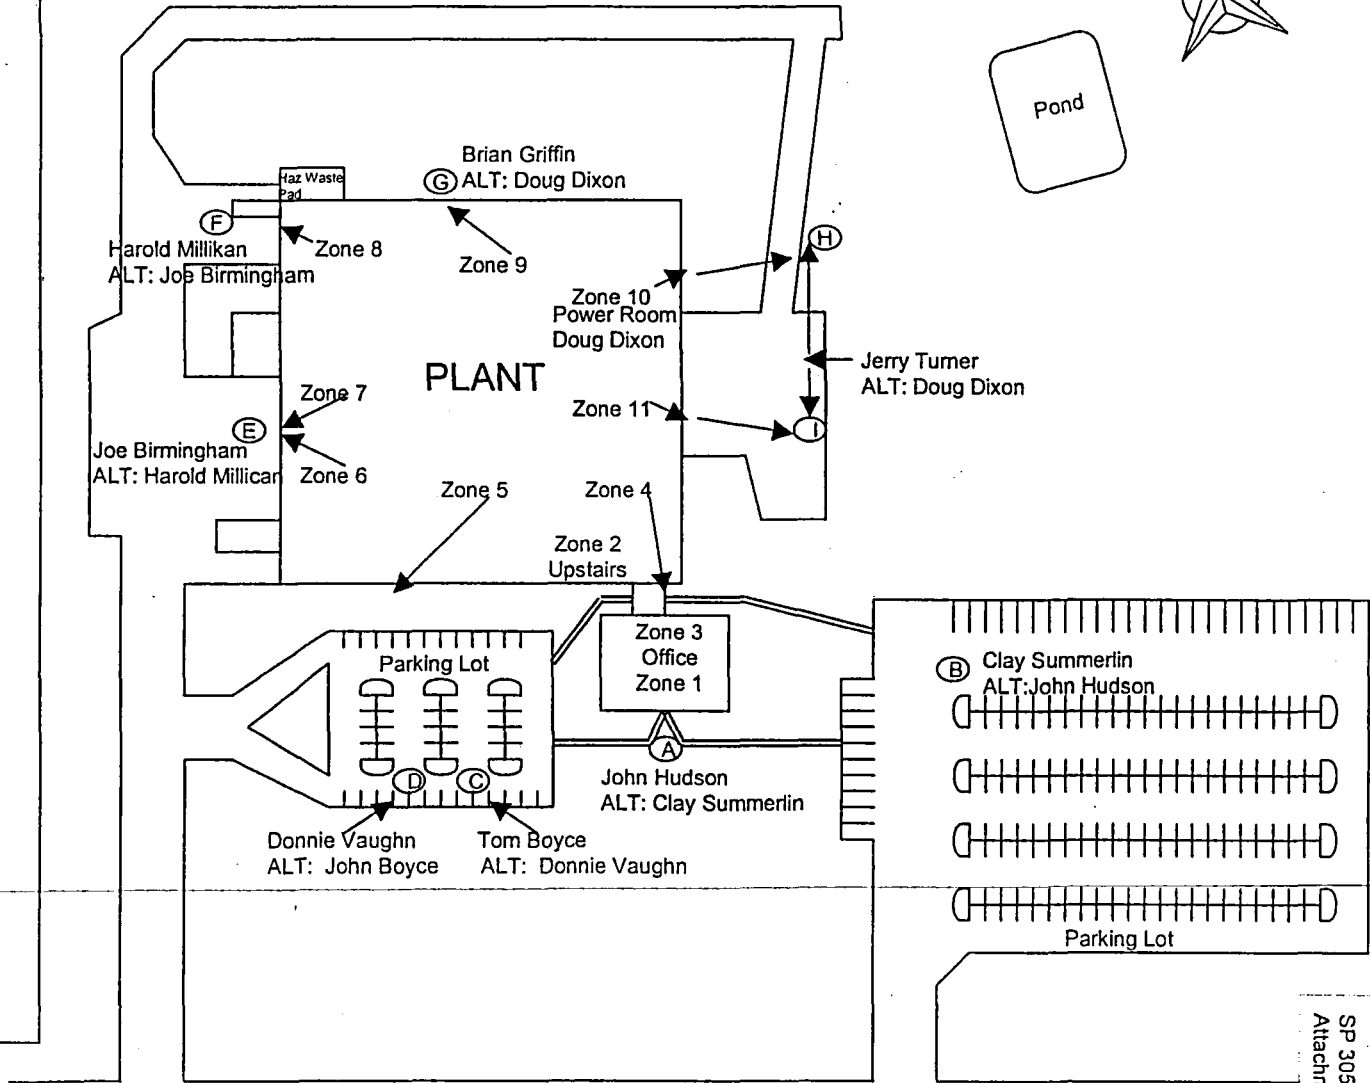 Pond
Brian Griffin
G ALT: Doug Dixon
Haz Waste
Pad
F
H
Harold Millikan
ALT: Joe Birmingham
Zone 8
Zone 9
Zone 10
Power Room
Doug Dixon
PLANT
Jerry Turner
ALT: Doug Dixon
Zone 7
Zone 11
E
I
Joe Birmingham
ALT: Harold Millican
Zone 6
Zone 5
Zone 4
Zone 2
Upstairs
Zone 3
Office
Zone 1
Parking Lot
B
Clay Summerlin
ALT:John Hudson
A
John Hudson
ALT: Clay Summerlin
D
C
Donnie Vaughn
ALT: John Boyce
Tom Boyce
ALT: Donnie Vaughn
Parking Lot
SP 305